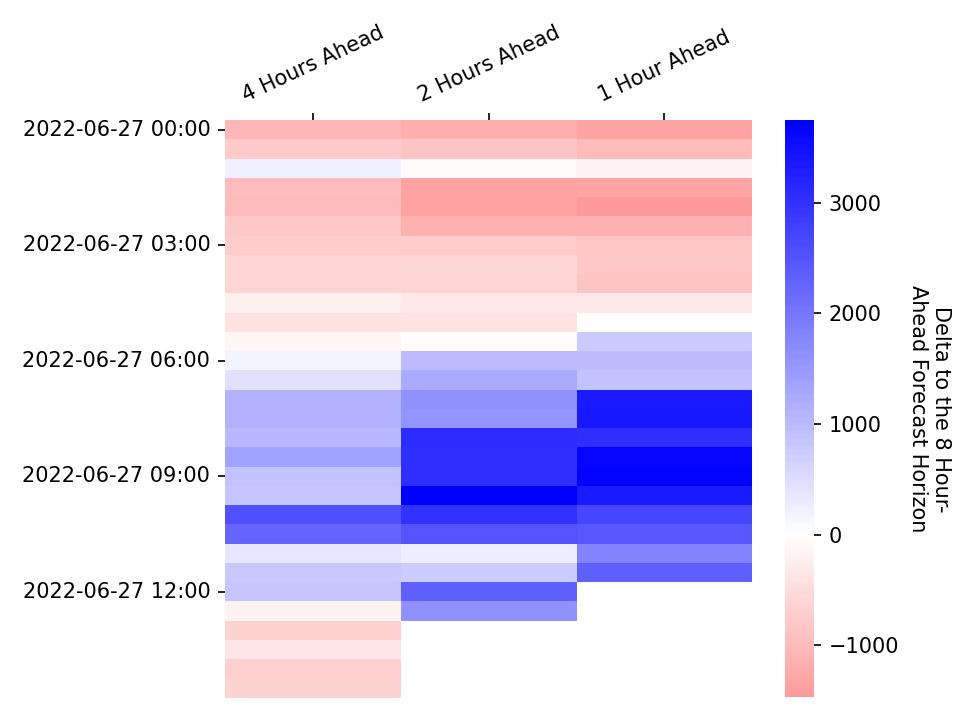 4 Hours Ahead
2 Hours Ahead
1 Hour Ahead
2022-06-27 00:00
2022-06-27 03:00
2022-06-27 06:00
2022-06-27 09:00
2022-06-27 12:00
3000
2000
1000
0
−1000
Delta to the 8 Hour-
Ahead Forecast Horizon